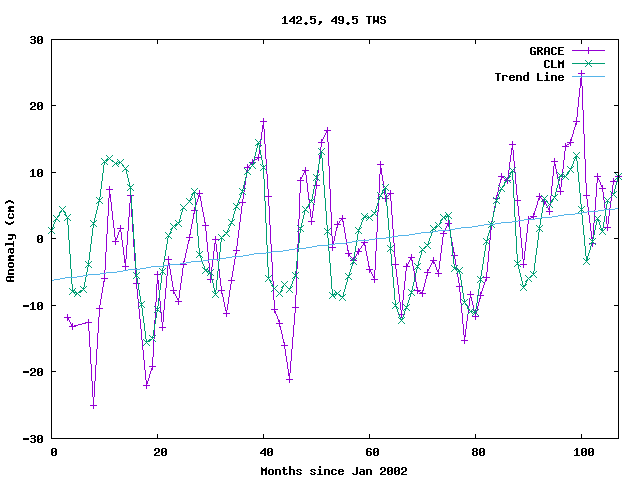 142.5, 49.5 TWS
GRACE
CLM
Trend Line
30
20
10
0
-10
-20
-30
Anomaly (cm)
0 20 40 60 80 100
Months since Jan 2002